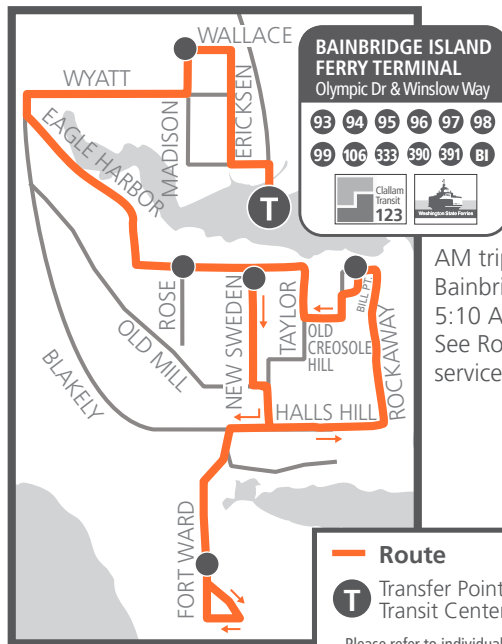 WALLACE
WYATT
EAGLE HARBOR
MADISON
ERICKSEN
T
BAINBRIDGE ISLAND
FERRY TERMINAL
Olympic Dr & Winslow Way
93 94 95 96 97 98
99 106 333 390 391 BI
Clallam
Transit
123
Washington State Ferries
AM trip
Bainbri
5:10 A
See Ro
service
ROSE
NEW SWEDEN
TAYLOR
BILL PT.
OLD
CREOSOLE
HILL
ROCKAWAY
OLD MILL
BLAKELY
HALLS HILL
FORT WARD
Route
T Transfer Point
Transit Center
Please refer to individual